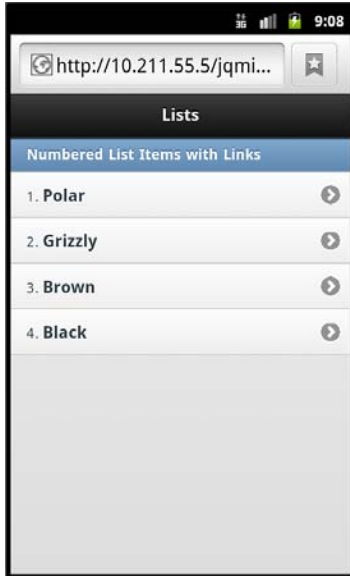 3G 9:08
http://10.211.55.5/jqmi...
Lists
Numbered List Items with Links
1. Polar
2. Grizzly
3. Brown
4. Black